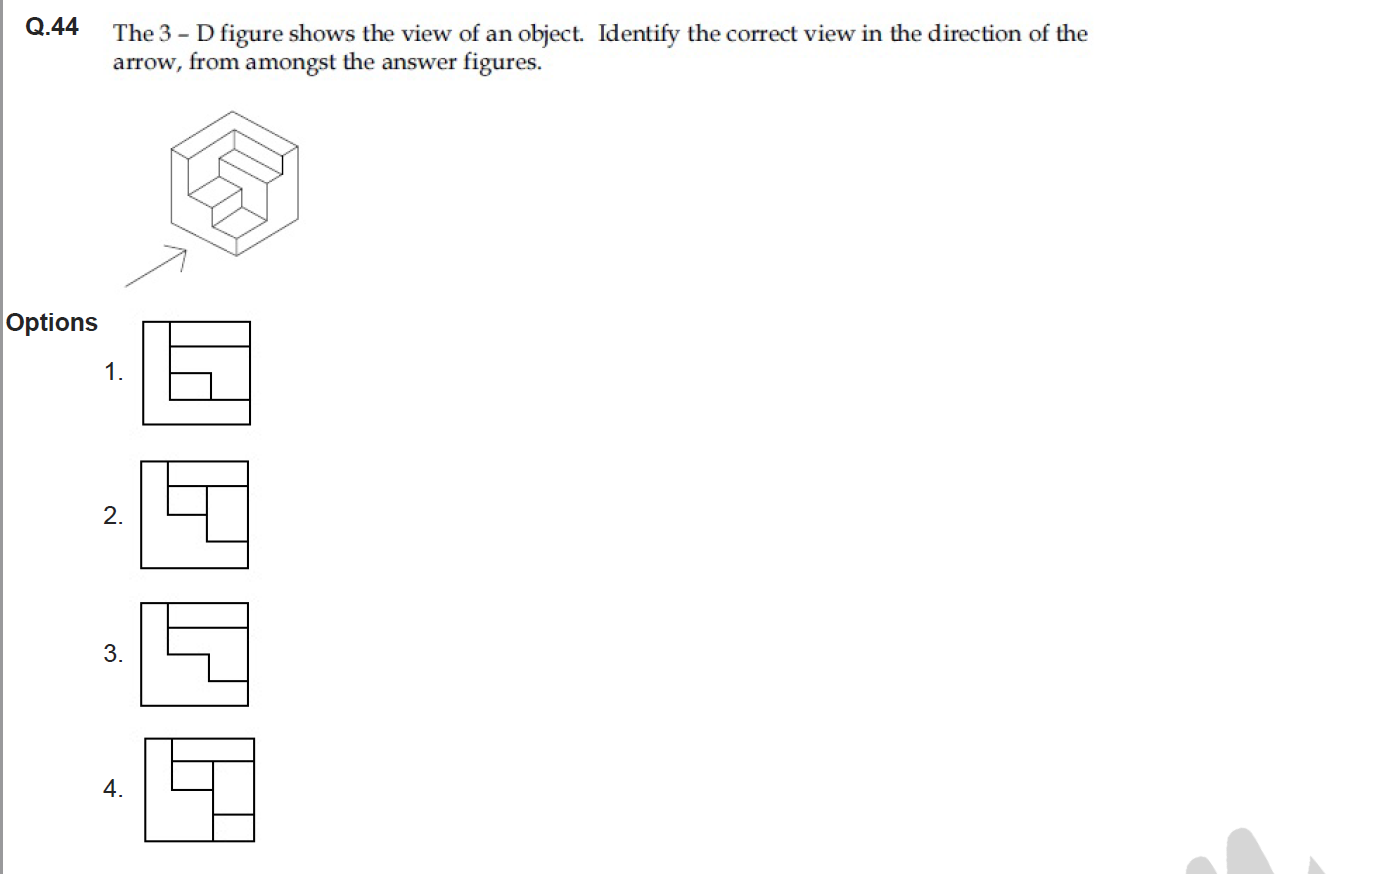 Q.44 The 3 – D figure shows the view of an object. Identify the correct view in the direction of the
arrow, from amongst the answer figures.
Options
1.
2.
3.
4.